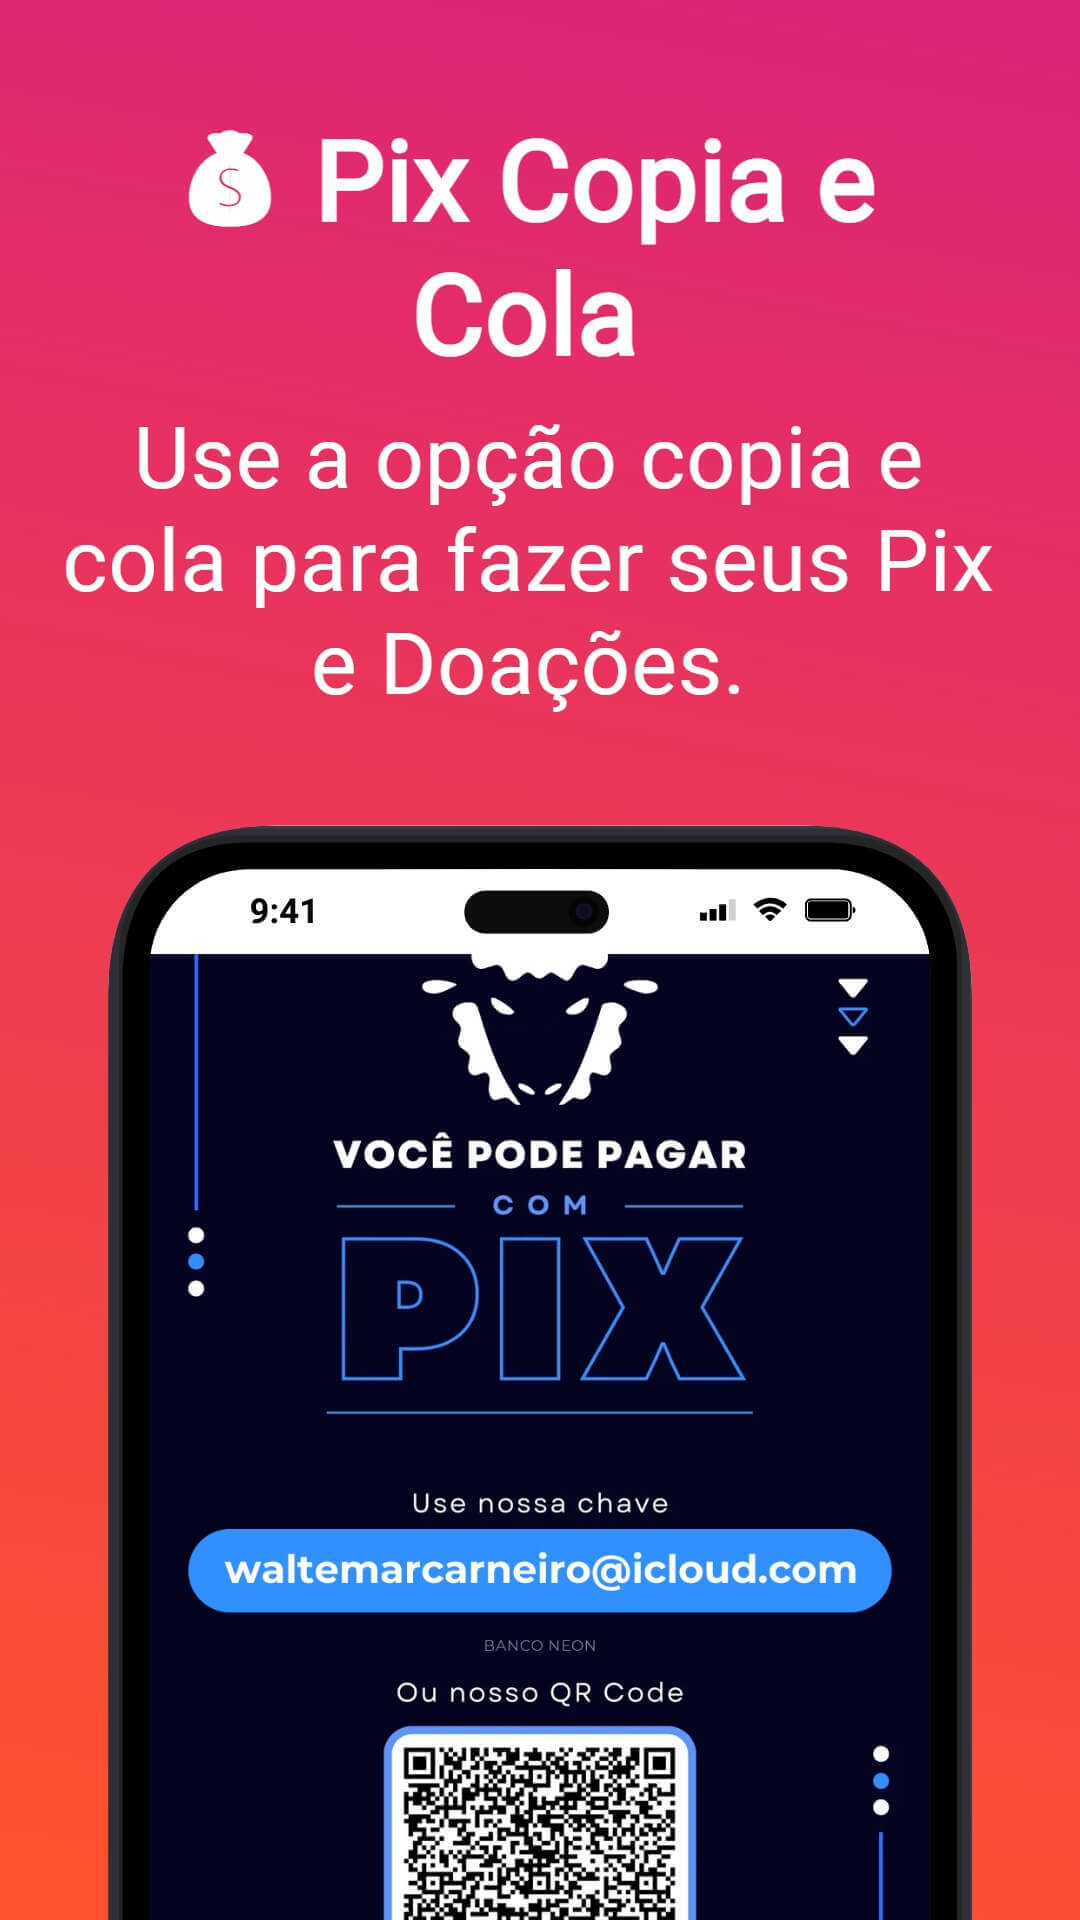 Pix Copia e
Cola
Use a opção copia e
cola para fazer seus Pix
e Doações.
9:41
VOCÊ PODE PAGAR
COM
PIX
Use nossa chave
waltemarcarneiro@icloud.com
BANCO NEON
Ou nosso QR Code